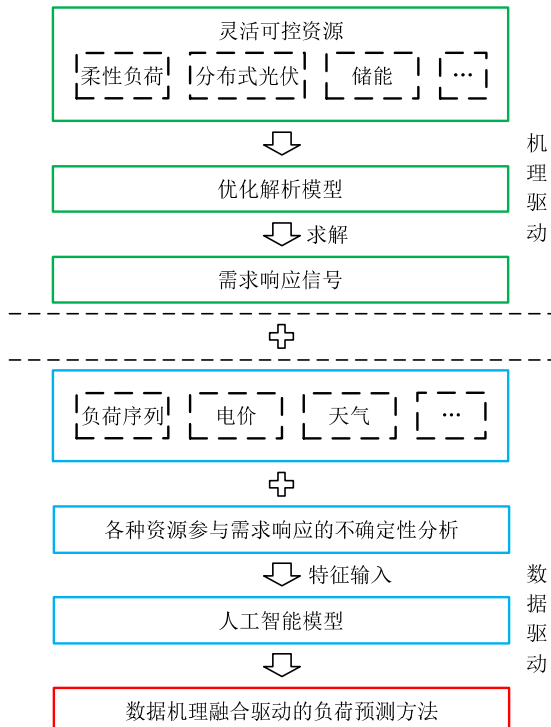 灵活可控资源
柔性负荷 分布式光伏 储能 …
优化解析模型
求解
需求响应信号
机理驱动
负荷序列 电价 天气 …
各种资源参与需求响应的不确定性分析
特征输入
人工智能模型
数据机理融合驱动的负荷预测方法
数据驱动